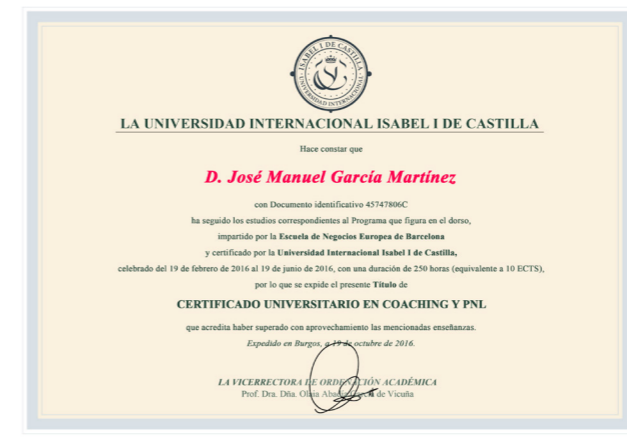 ISABEL I DE CASTILLA
UNIVERSIDAD INTERNACIONAL
LA UNIVERSIDAD INTERNACIONAL ISABEL I DE CASTILLA
Hace constar que
D. José Manuel García Martínez
con Documento identificativo 45747806C
ha seguido los estudios correspondientes al Programa que figura en el dorso,
impartido por la Escuela de Negocios Europea de Barcelona
y certificado por la Universidad Internacional Isabel I de Castilla,
celebrado del 19 de febrero de 2016 al 19 de junio de 2016, con una duración de 250 horas (equivalente a 10 ECTS),
por lo que se expide el presente Título de
CERTIFICADO UNIVERSITARIO EN COACHING Y PNL
que acredita haber superado con aprovechamiento las mencionadas enseñanzas.
Expedido en Burgos, a 19 de octubre de 2016.
LA VICERRECTORA DE ORDENACIÓN ACADÉMICA
Prof. Dra. Dña. Olaia de Vicuña